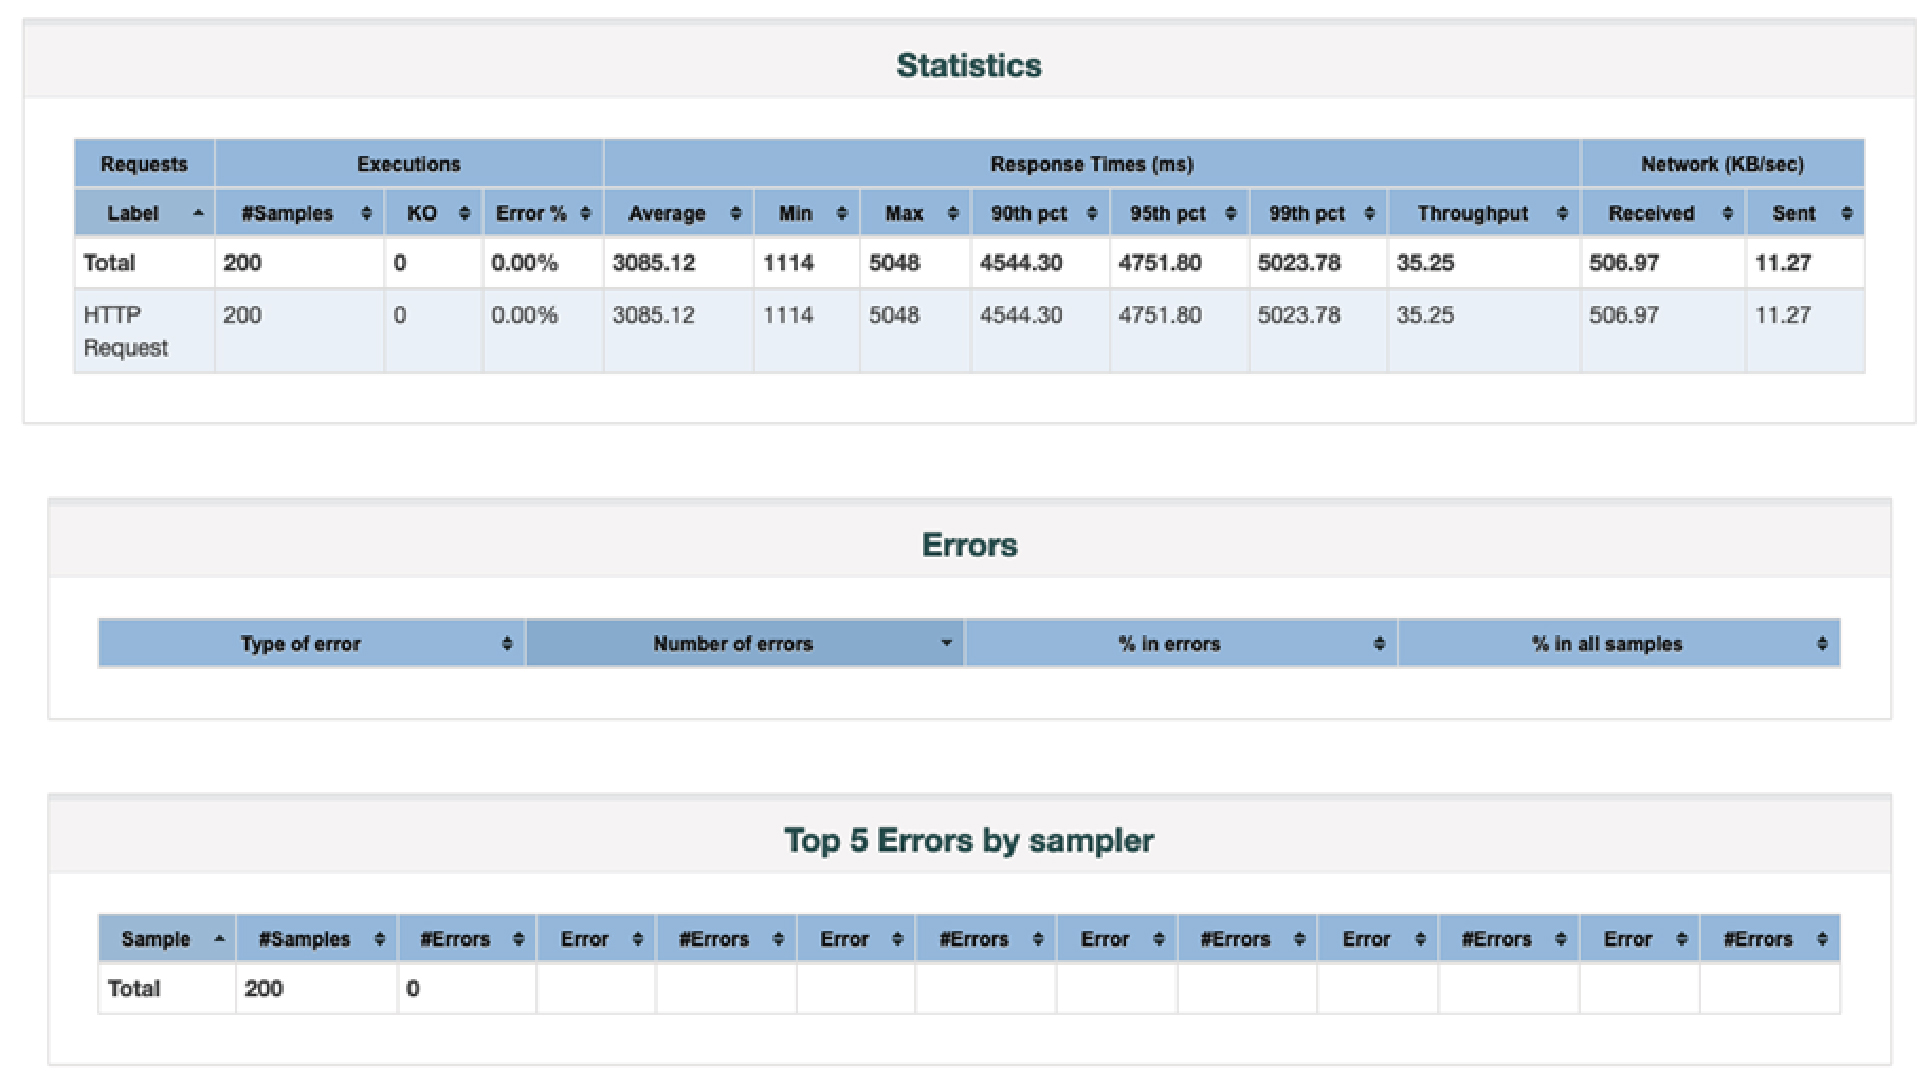 Statistics
Requests Executions Response Times (ms) Network (KB/sec)
Label #Samples KO Error % Average Min Max 90th pct 95th pct 99th pct Throughput Received Sent
Total 200 0 0.00% 3085.12 1114 5048 4544.30 4751.80 5023.78 35.25 506.97 11.27
HTTP Request 200 0 0.00% 3085.12 1114 5048 4544.30 4751.80 5023.78 35.25 506.97 11.27
Errors
Type of error Number of errors % in errors % in all samples
Top 5 Errors by sampler
Sample #Samples #Errors Error #Errors Error #Errors Error #Errors Error #Errors Error #Errors
Total 200 0